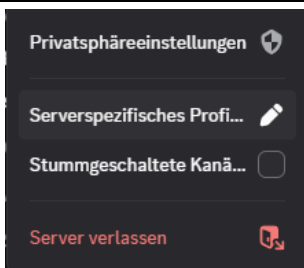 Privatsphäreeinstellungen
Serverspezifisches Profi...
Stummgeschaltete Kanä...
Server verlassen